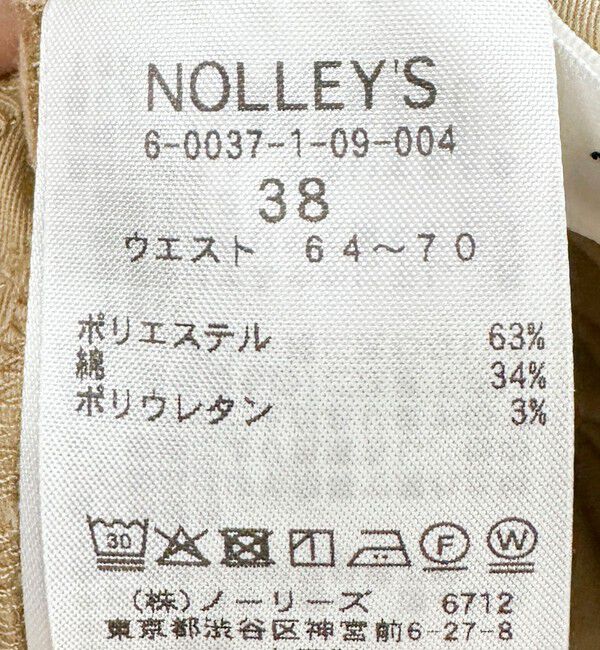 NOLLEY'S
6-0037-1-09-004
38
ウエスト 64～70
ポリエステル 63%
綿 34%
ポリウレタン 3%
30 F W
(株)ノーリーズ 6712
東京都渋谷区神宮前6-27-8